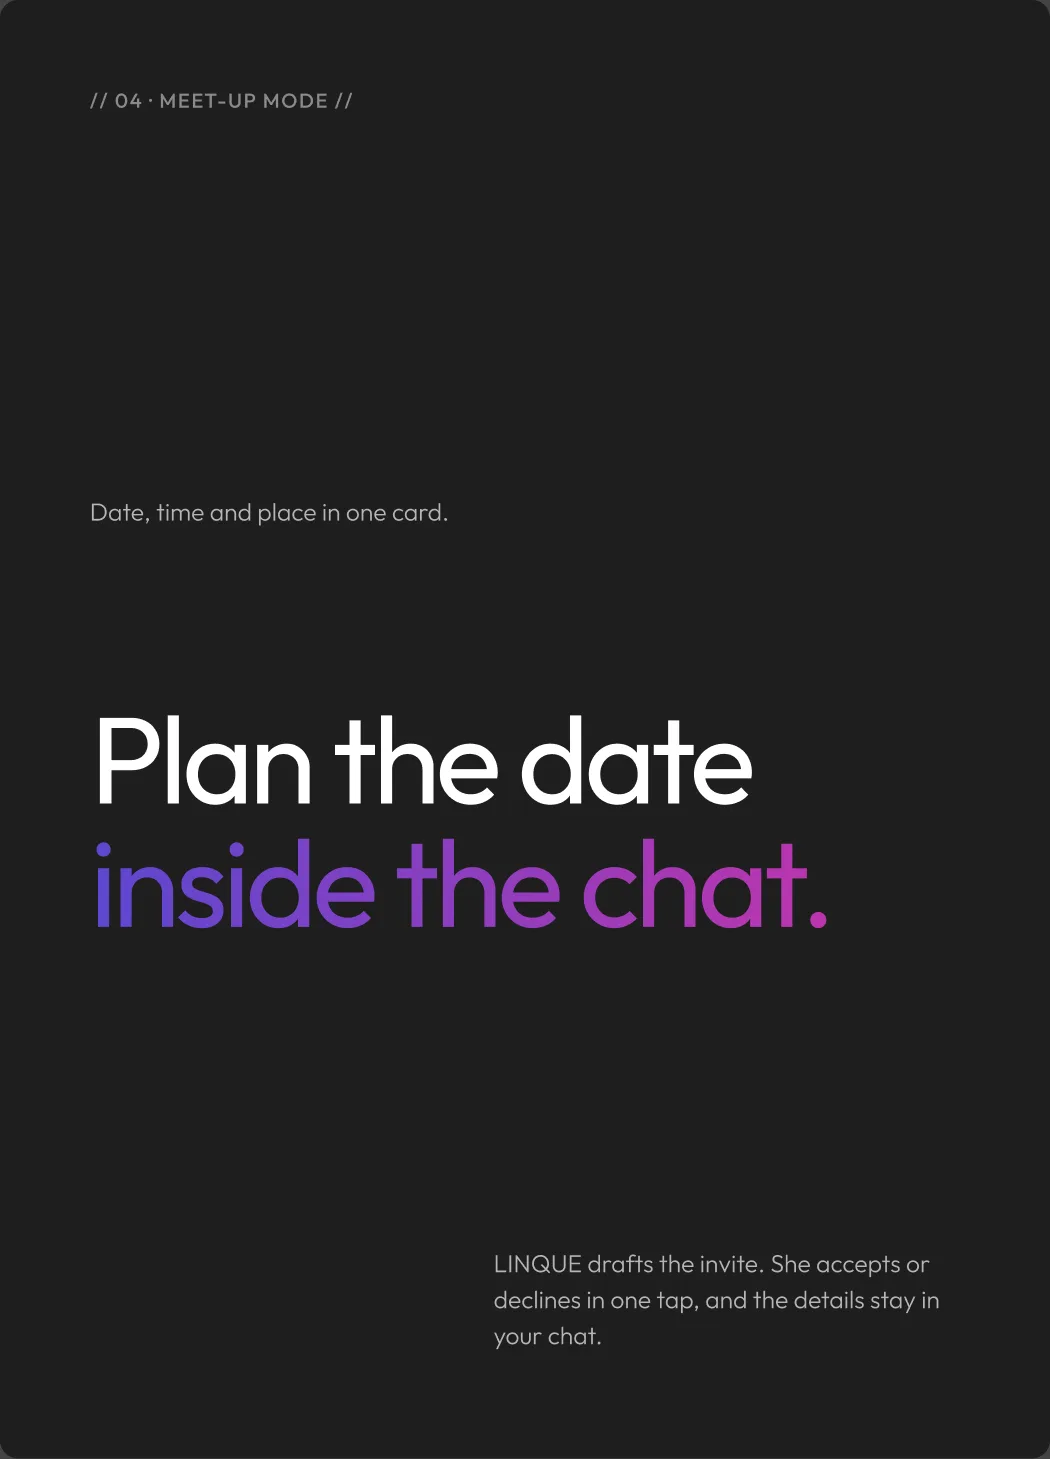 // 04 · MEET-UP MODE //
Date, time and place in one card.
Plan the date
inside the chat.
LINQUE drafts the invite. She accepts or
declines in one tap, and the details stay in
your chat.